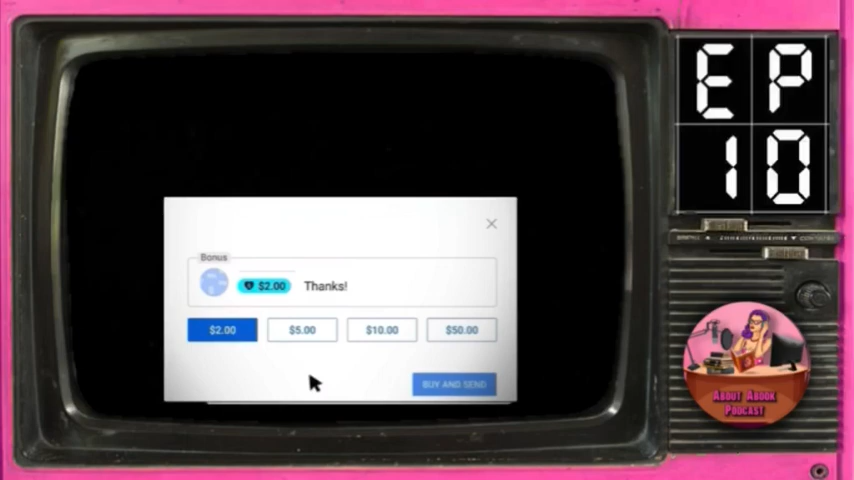 EP
10
Bonus
$2.00 Thanks!
$2.00 $5.00 $10.00 $50.00
BUY AND SEND
About Abook
Podcast